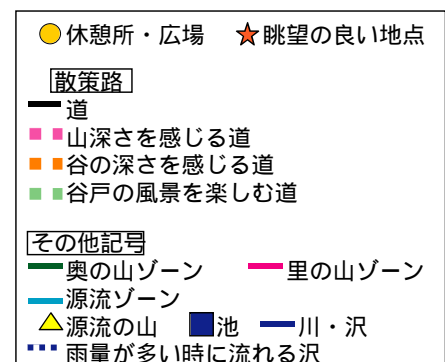 休憩所・広場 眺望の良い地点
散策路
道
山深さを感じる道
谷の深さを感じる道
谷戸の風景を楽しむ道
その他記号
奥の山ゾーン 里の山ゾーン
源流ゾーン
源流の山 池 川・沢
雨量が多い時に流れる沢